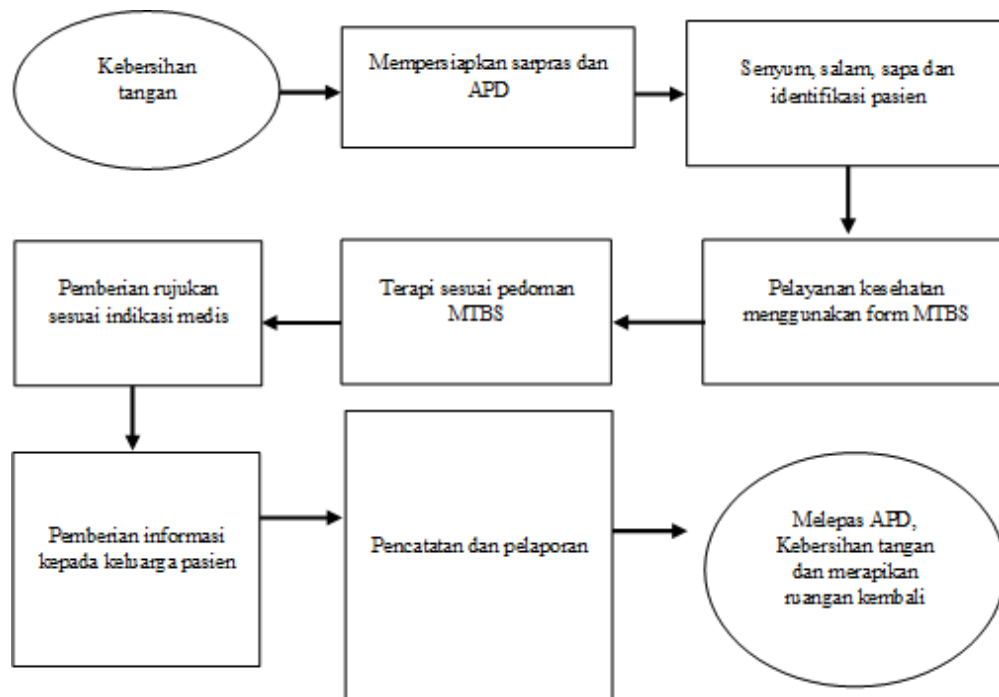 Kebersihan
tangan
Mempersiapkan sarpras dan
APD
Senyum, salam, sapa dan
identifikasi pasien
Pelayanan kesehatan
menggunakan form MTBS
Terapi sesuai pedoman
MTBS
Pemberian rujukan
sesuai indikasi medis
Pemberian informasi
kepada keluarga pasien
Pencatatan dan pelaporan
Melepas APD,
Kebersihan tangan
dan merapikan
ruangan kembali